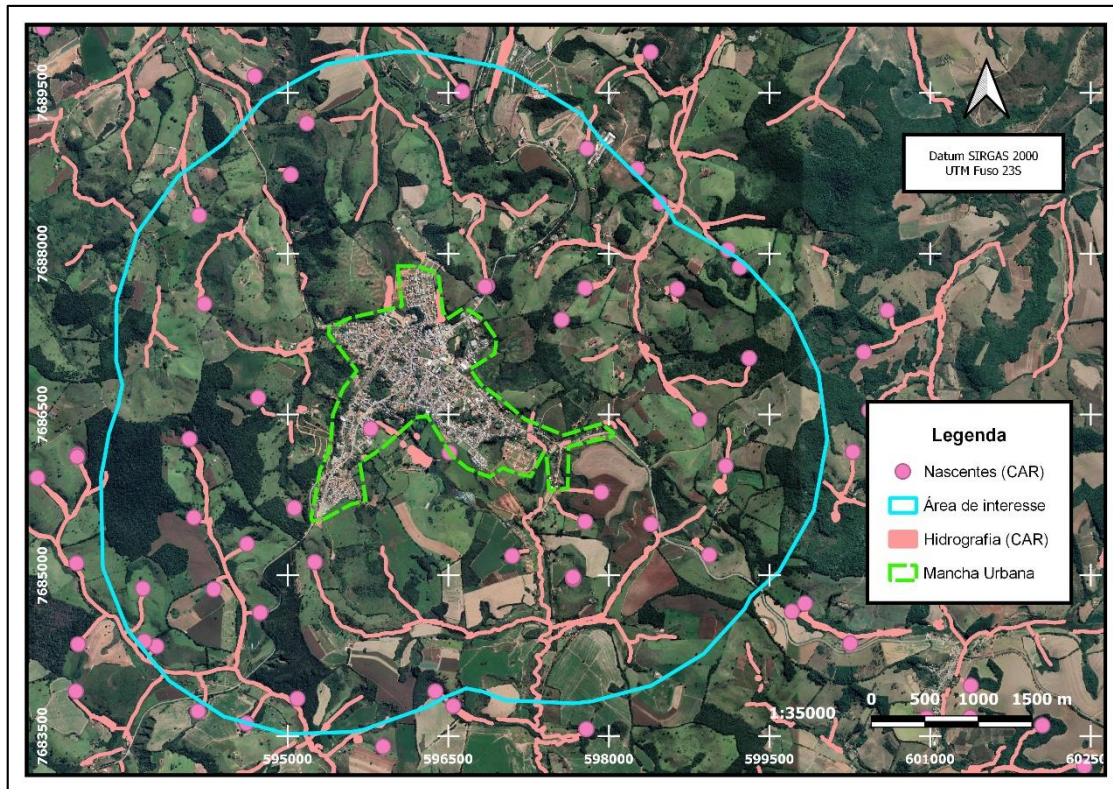 Datum SIRGAS 2000
UTM Fuso 23S
7689500
7688000
7686500
7685000
7683500
Legenda
Nascentes (CAR)
Área de interesse
Hidrografia (CAR)
Mancha Urbana
0 500 1000 1500 m
1:35000
595000 596500 598000 599500 601000 602500